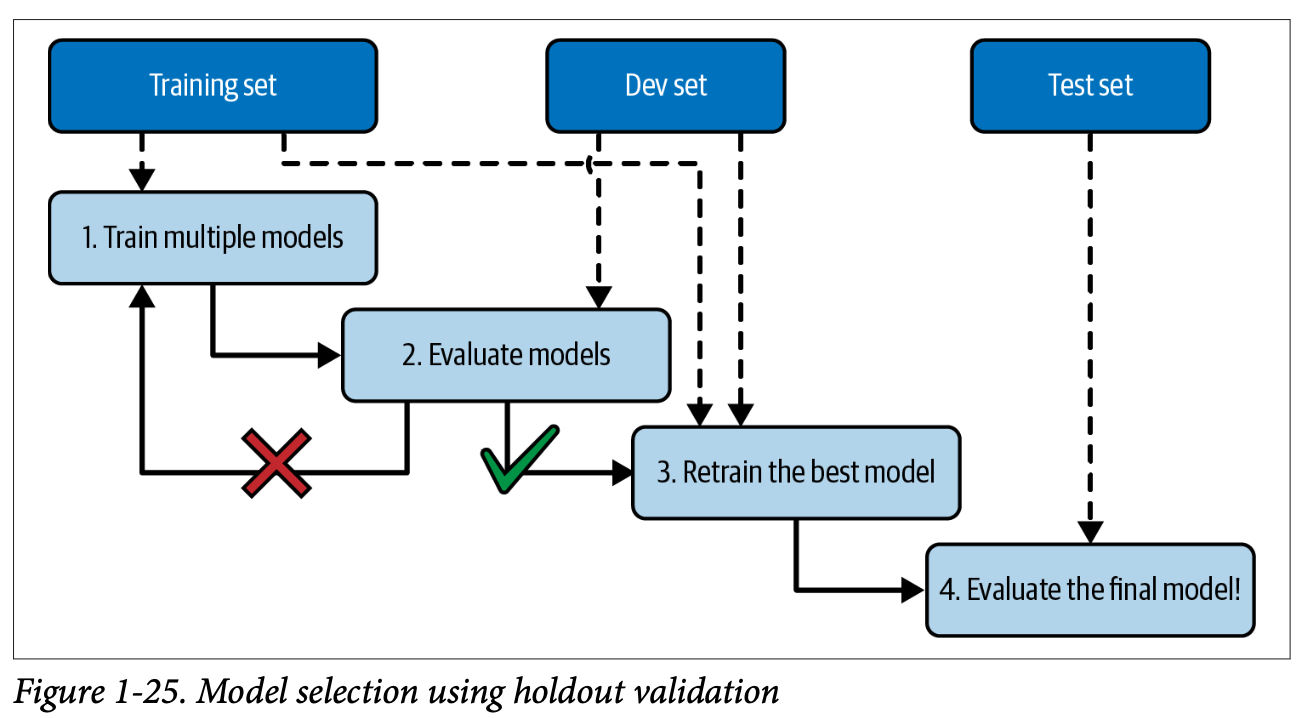 Training set
Dev set
Test set
1. Train multiple models
2. Evaluate models
3. Retrain the best model
4. Evaluate the final model!
Figure 1-25. Model selection using holdout validation